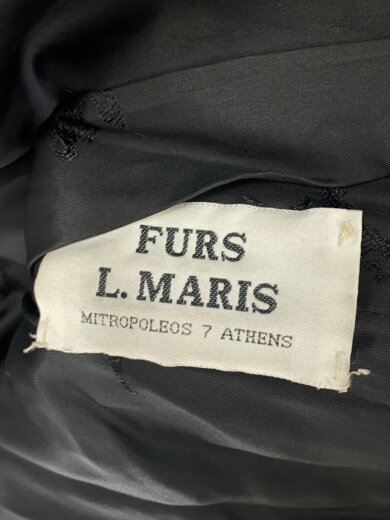 FURS
L. MARIS
MITROPOLEOS 7 ATHENS